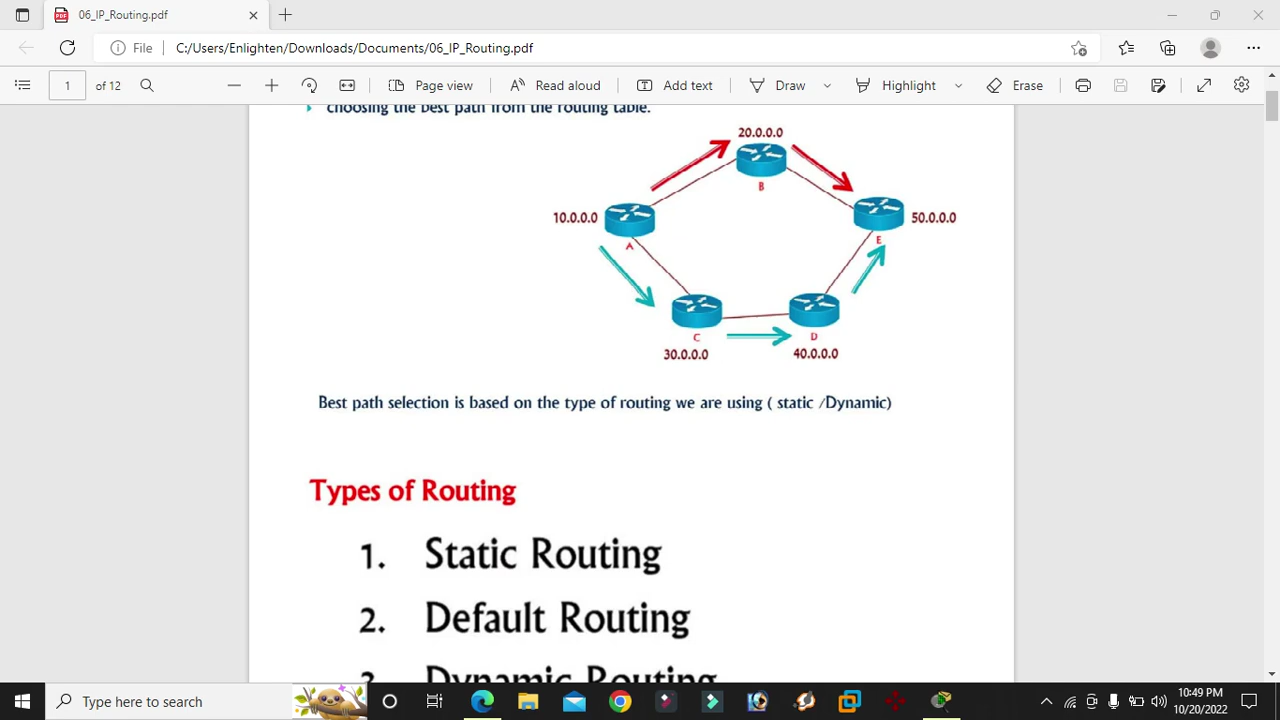 06_IP_Routing.pdf
File C:/Users/Enlighten/Downloads/Documents/06_IP_Routing.pdf
1 of 12 Page view Read aloud Add text Draw Highlight Erase
choosing the best path from the routing table.
20.0.0.0
B
10.0.0.0
A
50.0.0.0
E
C
D
30.0.0.0
40.0.0.0
Best path selection is based on the type of routing we are using ( static /Dynamic)
Types of Routing
1. Static Routing
2. Default Routing
3. Dynamic Routing
Type here to search
10:49 PM
10/20/2022